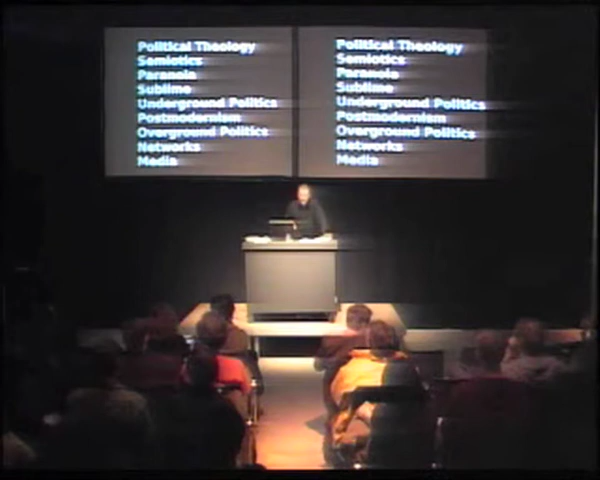 Political Theology
Semiotics
Paranoia
Sublime
Underground Politics
Postmodernism
Overground Politics
Networks
Media
Political Theology
Semiotics
Paranoia
Sublime
Underground Politics
Postmodernism
Overground Politics
Networks
Media